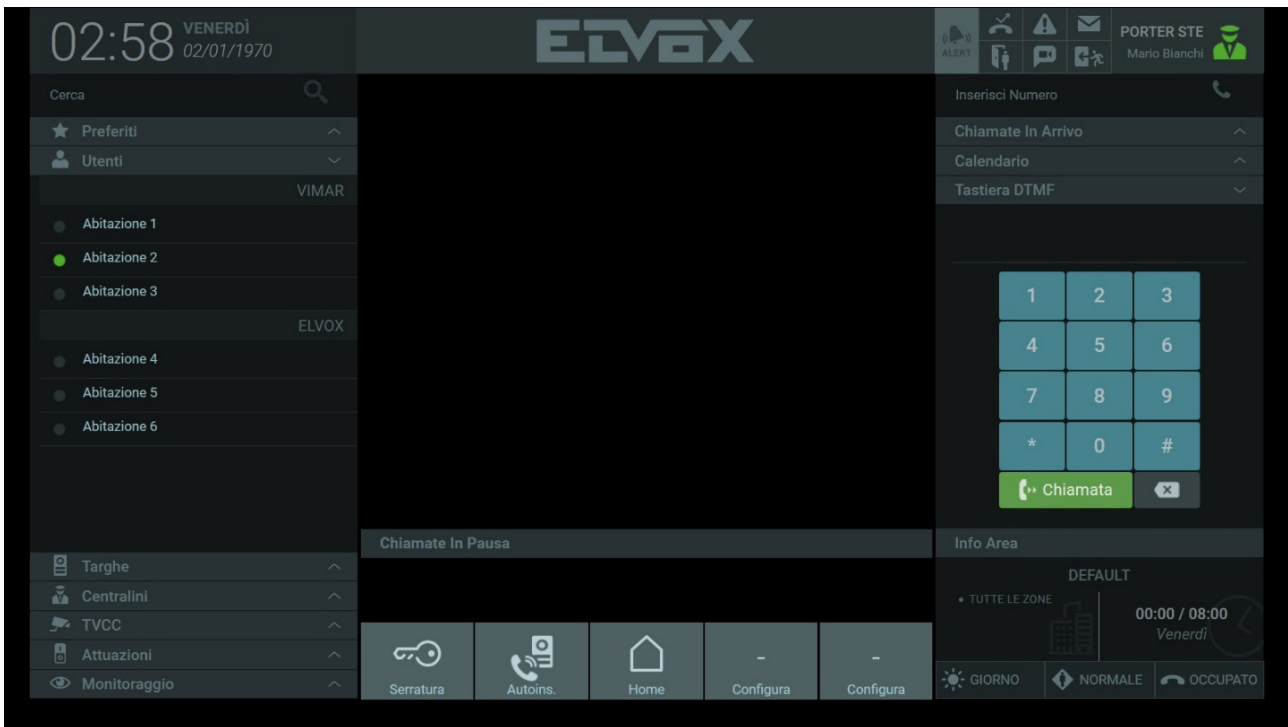 02:58 VENERDÌ
02/01/1970
ELVOX
ALERT
PORTER STE
Mario Bianchi
Cerca
Preferiti
Utenti
VIMAR
Abitazione 1
Abitazione 2
Abitazione 3
ELVOX
Abitazione 4
Abitazione 5
Abitazione 6
Targhe
Centralini
TVCC
Attuazioni
Monitoraggio
Chiamate In Pausa
Serratura
Autoins.
Home
-
Configura
-
Configura
Inserisci Numero
Chiamate In Arrivo
Calendario
Tastiera DTMF
1 2 3
4 5 6
7 8 9
* 0 #
Chiamata
Info Area
DEFAULT
• TUTTE LE ZONE
00:00 / 08:00
Venerdì
GIORNO
NORMALE
OCCUPATO